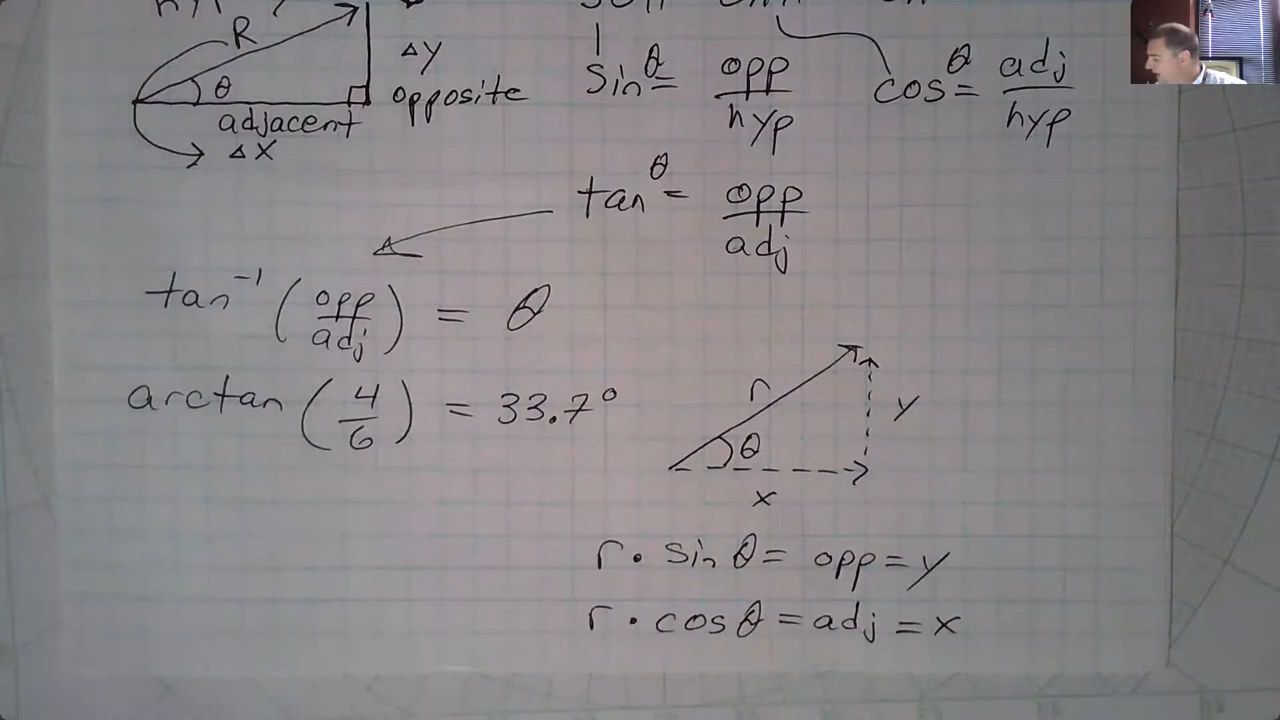 R
θ
Δy
opposite
adjacent
Δx
sin θ = opp/hyp
cos θ = adj/hyp
tan θ = opp/adj
tan⁻¹ (opp/adj) = θ
arctan (4/6) = 33.7°
r
θ
y
x
r · sin θ = opp = y
r · cos θ = adj = x